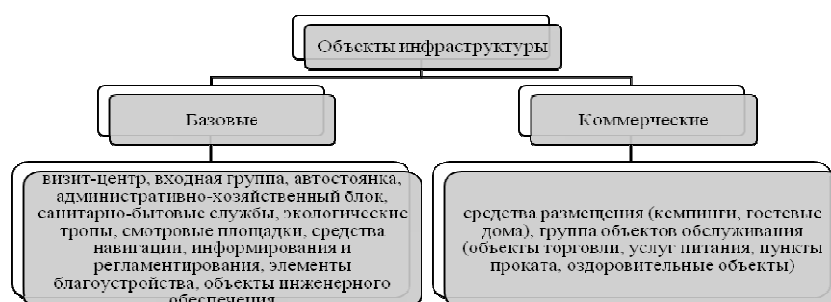 Объекты инфраструктуры
Базовые
Коммерческие
визит-центр, входная группа, автостоянка,
административно-хозяйственный блок,
санитарно-бытовые службы, экологические
тропы, смотровые площадки, средства
навигации, информирования и
регламентирования, элементы
благоустройства, объекты инженерного
обеспечения
средства размещения (кемпинги, гостевые
дома), группа объектов обслуживания
(объекты торговли, услуг питания, пункты
проката, оздоровительные объекты)